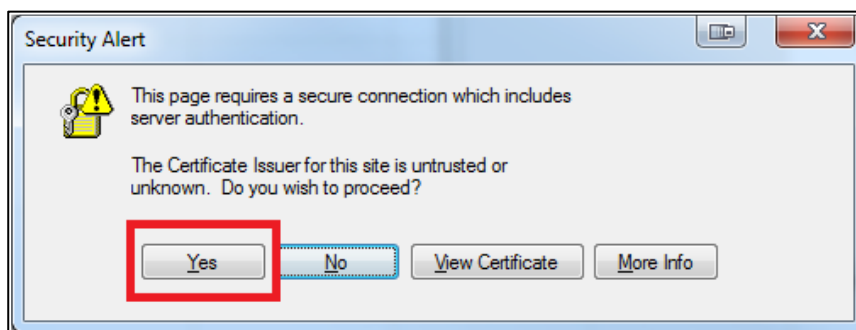 Security Alert
This page requires a secure connection which includes
server authentication.
The Certificate Issuer for this site is untrusted or
unknown.  Do you wish to proceed?
Yes No View Certificate More Info